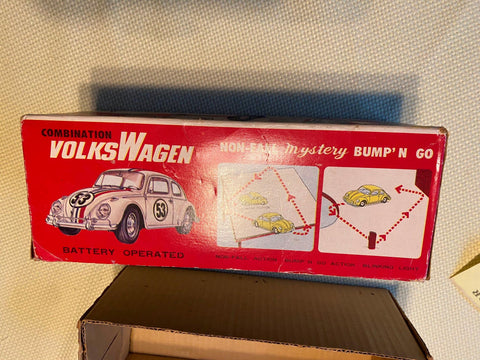 COMBINATION
VOLKSWAGEN
53
53
BATTERY OPERATED
NON-FALL mystery BUMP'N GO
NON-FALL ACTION BUMP'N GO ACTION BLINKING LIGHT